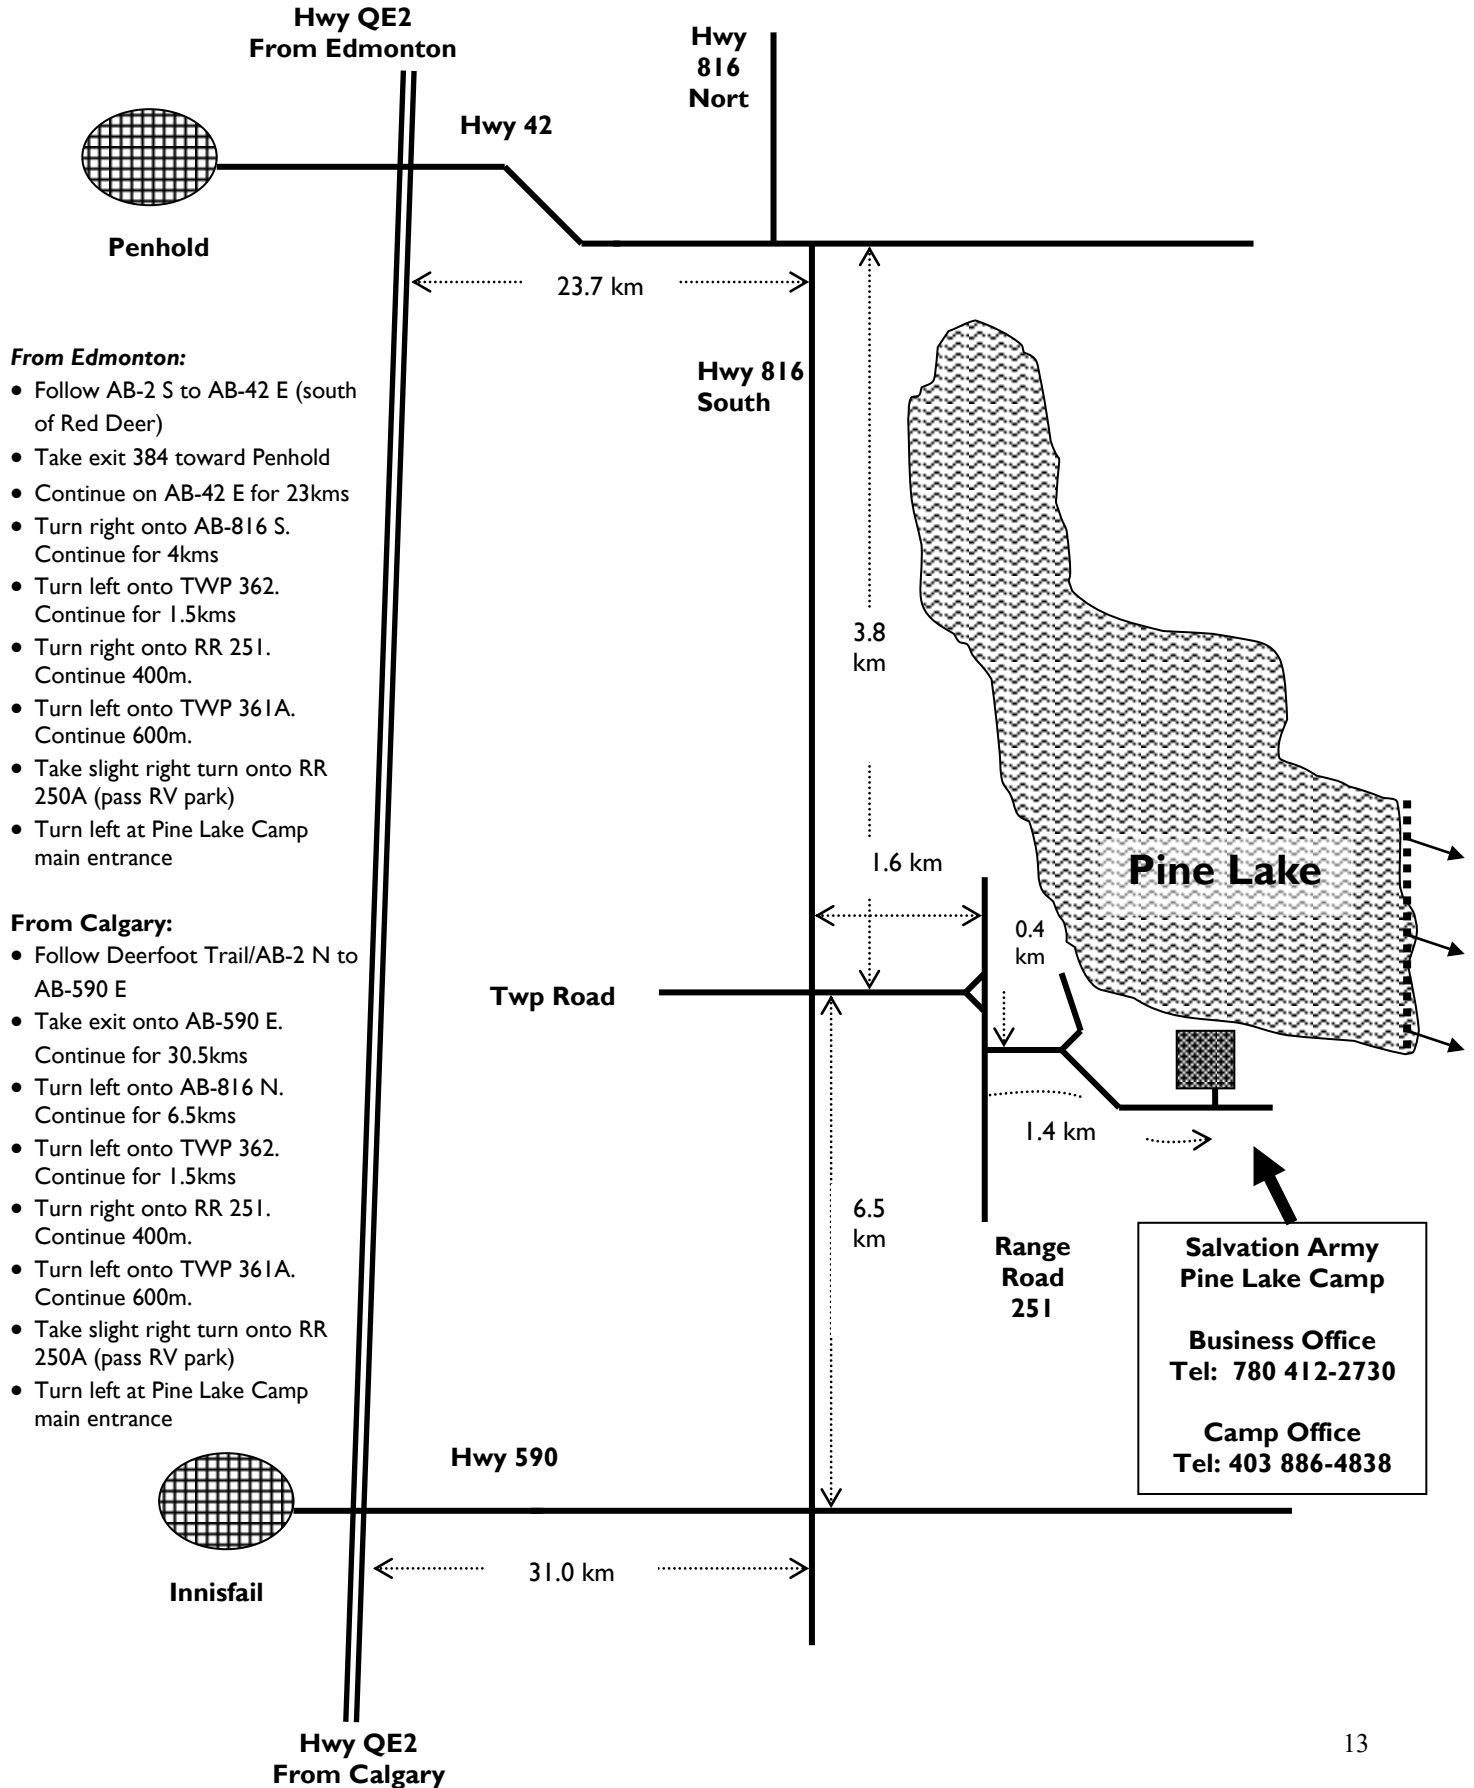 Hwy QE2
From Edmonton
Hwy
816
Nort
Hwy 42
Penhold
23.7 km
From Edmonton:
• Follow AB-2 S to AB-42 E (south
of Red Deer)
• Take exit 384 toward Penhold
• Continue on AB-42 E for 23kms
• Turn right onto AB-816 S.
Continue for 4kms
• Turn left onto TWP 362.
Continue for 1.5kms
• Turn right onto RR 251.
Continue 400m.
• Turn left onto TWP 361A.
Continue 600m.
• Take slight right turn onto RR
250A (pass RV park)
• Turn left at Pine Lake Camp
main entrance
From Calgary:
• Follow Deerfoot Trail/AB-2 N to
AB-590 E
• Take exit onto AB-590 E.
Continue for 30.5kms
• Turn left onto AB-816 N.
Continue for 6.5kms
• Turn left onto TWP 362.
Continue for 1.5kms
• Turn right onto RR 251.
Continue 400m.
• Turn left onto TWP 361A.
Continue 600m.
• Take slight right turn onto RR
250A (pass RV park)
• Turn left at Pine Lake Camp
main entrance
Hwy 816
South
3.8
km
Pine Lake
1.6 km
0.4
km
Twp Road
1.4 km
6.5
km
Range
Road
251
Salvation Army
Pine Lake Camp
Business Office
Tel:  780 412-2730
Camp Office
Tel: 403 886-4838
Hwy 590
Innisfail
31.0 km
Hwy QE2
From Calgary
13